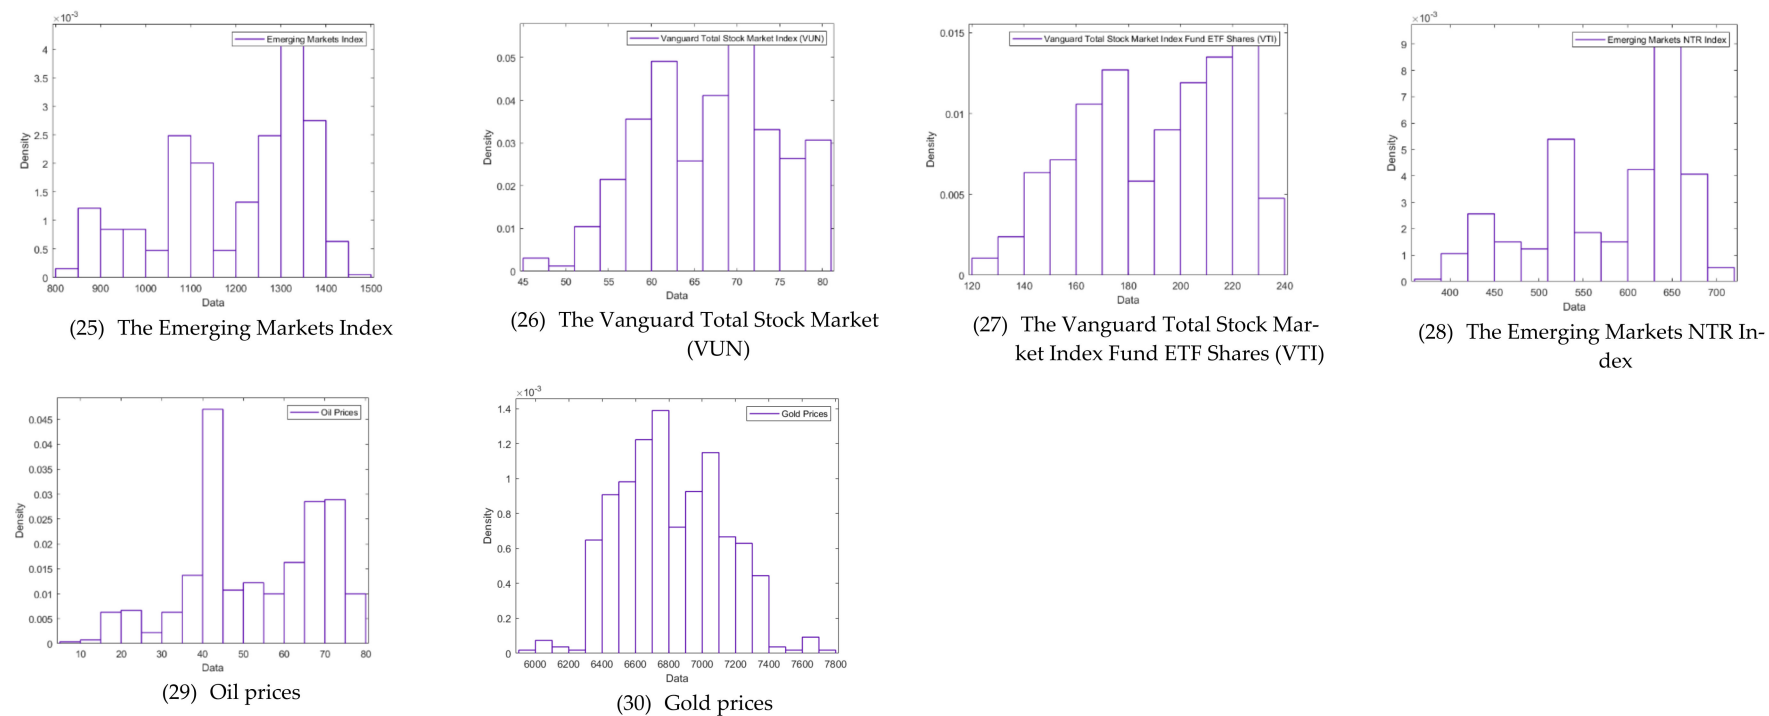 ×10⁻³
Emerging Markets Index
4
3.5
3
2.5
2
1.5
1
0.5
0
Density
800 900 1000 1100 1200 1300 1400 1500
Data
(25) The Emerging Markets Index
Vanguard Total Stock Market Index (VUN)
0.05
0.04
0.03
0.02
0.01
0
Density
45 50 55 60 65 70 75 80
Data
(26) The Vanguard Total Stock Market
(VUN)
Vanguard Total Stock Market Index Fund ETF Shares (VTI)
0.015
0.01
0.005
0
Density
120 140 160 180 200 220 240
Data
(27) The Vanguard Total Stock Mar-
ket Index Fund ETF Shares (VTI)
×10⁻³
Emerging Markets NTR Index
9
8
7
6
5
4
3
2
1
0
Density
400 450 500 550 600 650 700
Data
(28) The Emerging Markets NTR In-
dex
Oil Prices
0.045
0.04
0.035
0.03
0.025
0.02
0.015
0.01
0.005
0
Density
10 20 30 40 50 60 70 80
Data
(29) Oil prices
×10⁻³
Gold Prices
1.4
1.2
1
0.8
0.6
0.4
0.2
0
Density
6000 6200 6400 6600 6800 7000 7200 7400 7600 7800
Data
(30) Gold prices